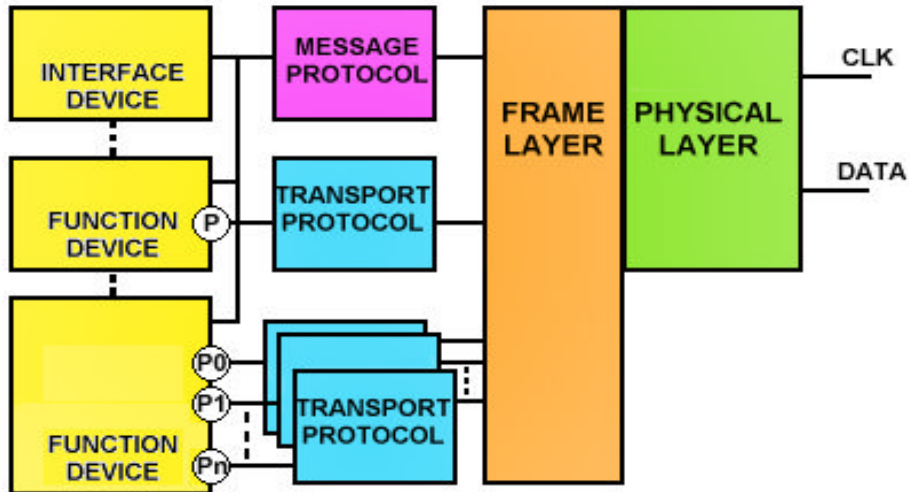 INTERFACE
DEVICE
MESSAGE
PROTOCOL
FRAME
LAYER
PHYSICAL
LAYER
CLK
DATA
FUNCTION
DEVICE
P
TRANSPORT
PROTOCOL
P0
P1
Pn
FUNCTION
DEVICE
TRANSPORT
PROTOCOL